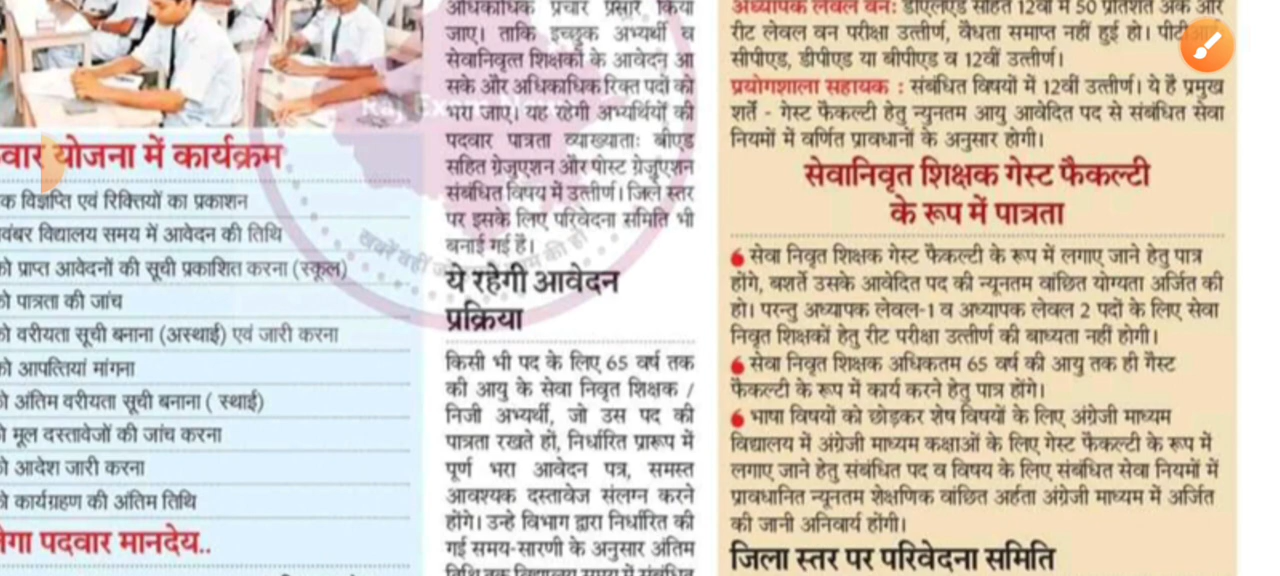 योजना में कार्यक्रम
विज्ञप्ति एवं रिक्तियों का प्रकाशन
विद्यालय समय में आवेदन की तिथि
प्राप्त आवेदनों की सूची प्रकाशित करना (स्कूल)
पात्रता की जांच
वरीयता सूची बनाना (अस्थाई) एवं जारी करना
आपत्तियां मांगना
अंतिम वरीयता सूची बनाना ( स्थाई)
मूल दस्तावेजों की जांच करना
आदेश जारी करना
कार्यग्रहण की अंतिम तिथि
पदवार मानदेय..
अधिकाधिक प्रचार प्रसार किया
जाए। ताकि इच्छुक अभ्यर्थी व
सेवानिवृत्त शिक्षकों के आवेदन आ
सके और अधिकाधिक रिक्त पदों को
भरा जाए। यह रहेगी अभ्यर्थियों की
पदवार पात्रता व्याख्याताः बीएड
सहित ग्रेजुएशन और पोस्ट ग्रेजुएशन
संबंधित विषय में उत्तीर्ण। जिले स्तर
पर इसके लिए परिवेदना समिति भी
बनाई गई है।
ये रहेगी आवेदन
प्रक्रिया
किसी भी पद के लिए 65 वर्ष तक
की आयु के सेवा निवृत शिक्षक /
निजी अभ्यर्थी, जो उस पद की
पात्रता रखते हों, निर्धारित प्रारूप में
पूर्ण भरा आवेदन पत्र, समस्त
आवश्यक दस्तावेज संलग्न करने
होंगे। उन्हे विभाग द्वारा निर्धारित की
गई समय-सारणी के अनुसार अंतिम
अध्यापक लेवल वन: डीएलएड सहित 12वीं में 50 प्रतिशत अंक और
रीट लेवल वन परीक्षा उत्तीर्ण, वैधता समाप्त नहीं हुई हो।
सीपीएड, डीपीएड या बीपीएड व 12वीं उत्तीर्ण।
प्रयोगशाला सहायक : संबंधित विषयों में 12वीं उत्तीर्ण। ये है प्रमुख
शर्ते - गेस्ट फैकल्टी हेतु न्युनतम आयु आवेदित पद से संबंधित सेवा
नियमों में वर्णित प्रावधानों के अनुसार होगी।
सेवानिवृत शिक्षक गेस्ट फैकल्टी
के रूप में पात्रता
सेवा निवृत शिक्षक गेस्ट फैकल्टी के रूप में लगाए जाने हेतु पात्र
होंगे, बशर्ते उसके आवेदित पद की न्यूनतम वांछित योग्यता अर्जित की
हो। परन्तु अध्यापक लेवल-1 व अध्यापक लेवल 2 पदों के लिए सेवा
निवृत शिक्षकों हेतु रीट परीक्षा उत्तीर्ण की बाध्यता नहीं होगी।
सेवा निवृत शिक्षक अधिकतम 65 वर्ष की आयु तक ही गैस्ट
फैकल्टी के रूप में कार्य करने हेतु पात्र होंगे।
भाषा विषयों को छोड़कर शेष विषयों के लिए अंग्रेजी माध्यम
विद्यालय में अंग्रेजी माध्यम कक्षाओं के लिए गेस्ट फैकल्टी के रूप में
लगाए जाने हेतु संबंधित पद व विषय के लिए संबंधित सेवा नियमों में
प्रावधानित न्यूनतम शेक्षणिक वांछित अर्हता अंग्रेजी माध्यम में अर्जित
की जानी अनिवार्य होंगी।
जिला स्तर पर परिवेदना समिति